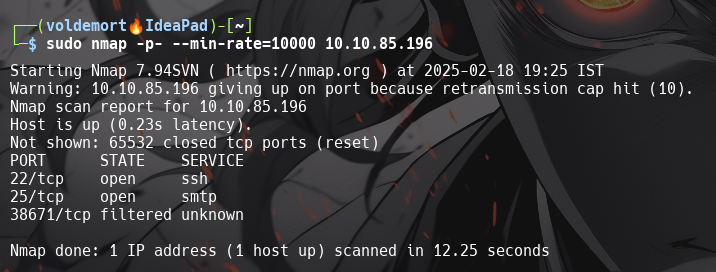 ┌──(voldemort🔥IdeaPad)-[~]
└─$ sudo nmap -p- --min-rate=10000 10.10.85.196
Starting Nmap 7.94SVN ( https://nmap.org ) at 2025-02-18 19:25 IST
Warning: 10.10.85.196 giving up on port because retransmission cap hit (10).
Nmap scan report for 10.10.85.196
Host is up (0.23s latency).
Not shown: 65532 closed tcp ports (reset)
PORT      STATE    SERVICE
22/tcp    open     ssh
25/tcp    open     smtp
38671/tcp filtered unknown
Nmap done: 1 IP address (1 host up) scanned in 12.25 seconds